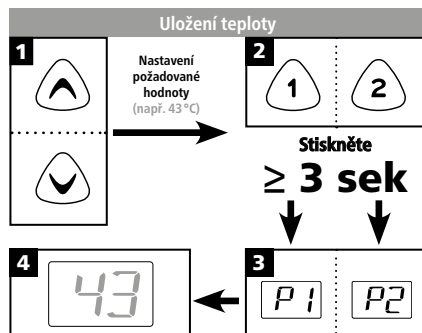 Uložení teploty
1
Nastavení
požadované
hodnoty
(např. 43 °C)
2
1 2
Stiskněte
≥ 3 sek
3
P1 P2
4
43